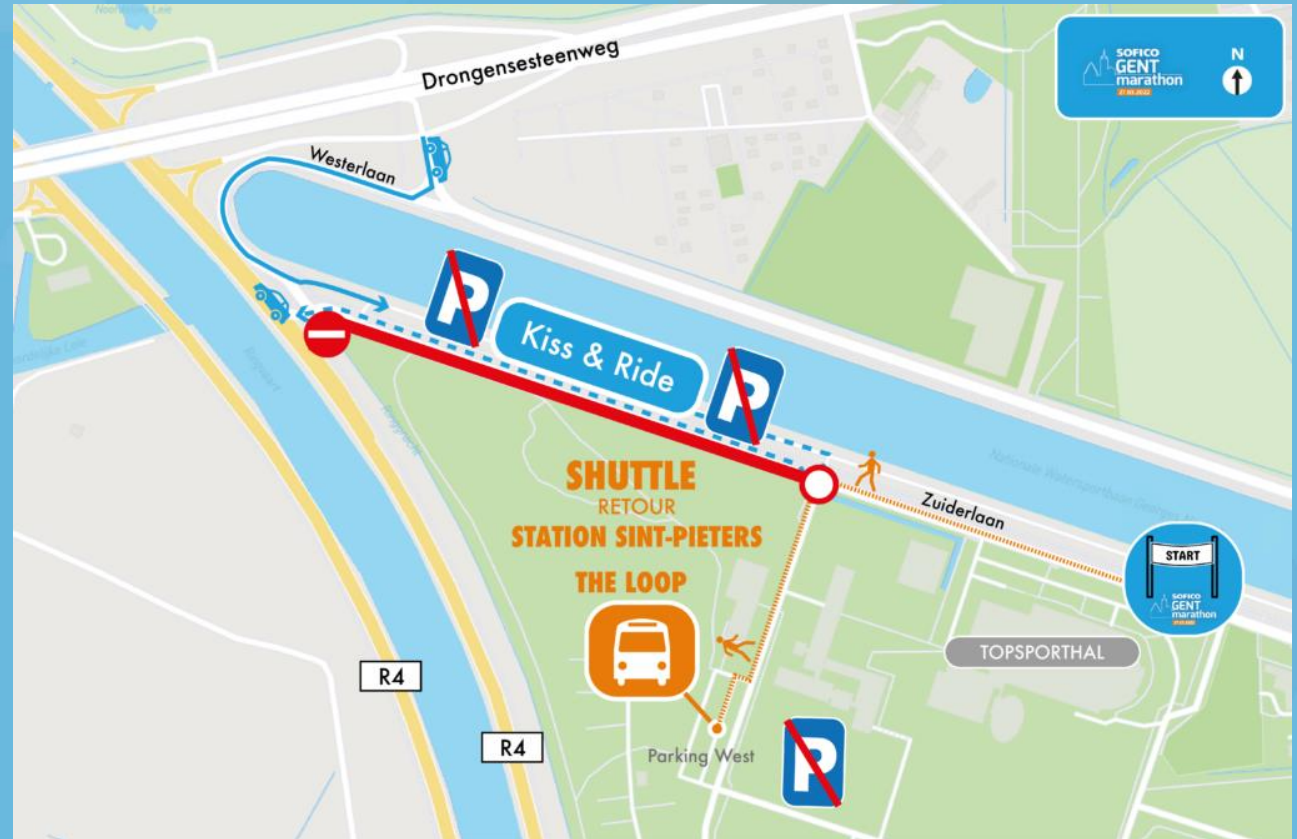 Drongensesteenweg
SOFICO
GENT
marathon
N
Westerlaan
P
Kiss & Ride
P
Ringvaart
SHUTTLE
RETOUR
STATION SINT-PIETERS
THE LOOP
Zuiderlaan
START
SOFICO
GENT
marathon
TOPSPORTHAL
R4
R4
Parking West
P